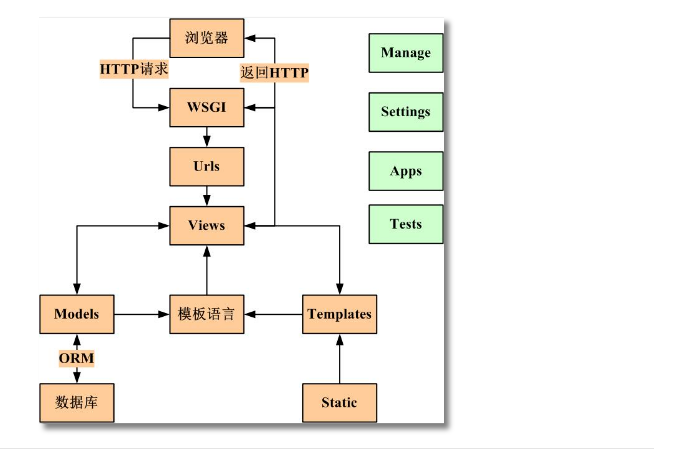 浏览器
Manage
HTTP请求
返回HTTP
WSGI
Settings
Urls
Apps
Views
Tests
Models
模板语言
Templates
ORM
数据库
Static